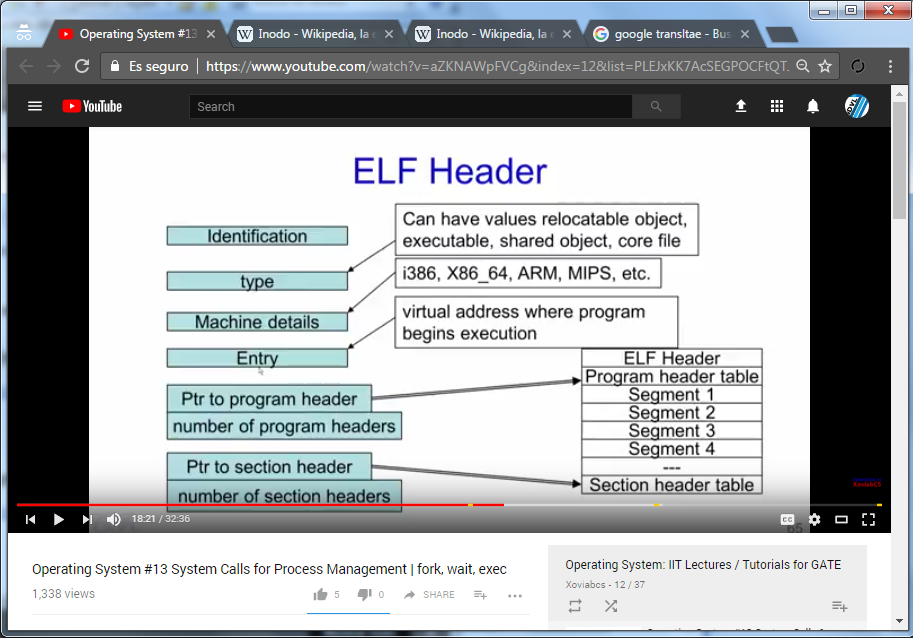 Operating System #13
Inodo - Wikipedia, la e
Inodo - Wikipedia, la e
google transltae - Bus
Es seguro
https://www.youtube.com/watch?v=aZKNAWpFVCg&index=12&list=PLEJxKK7AcSEGPOCFtQT.
YouTube
Search
ELF Header
Identification
Can have values relocatable object,
executable, shared object, core file
type
i386, X86_64, ARM, MIPS, etc.
Machine details
virtual address where program
begins execution
Entry
ELF Header
Program header table
Segment 1
Segment 2
Segment 3
Segment 4
---
Section header table
Ptr to program header
number of program headers
Ptr to section header
number of section headers
XoviabCS
18:21 / 32:36
CC
65
Operating System #13 System Calls for Process Management | fork, wait, exec
1,338 views
5
0
SHARE
Operating System: IIT Lectures / Tutorials for GATE
Xoviabcs - 12 / 37